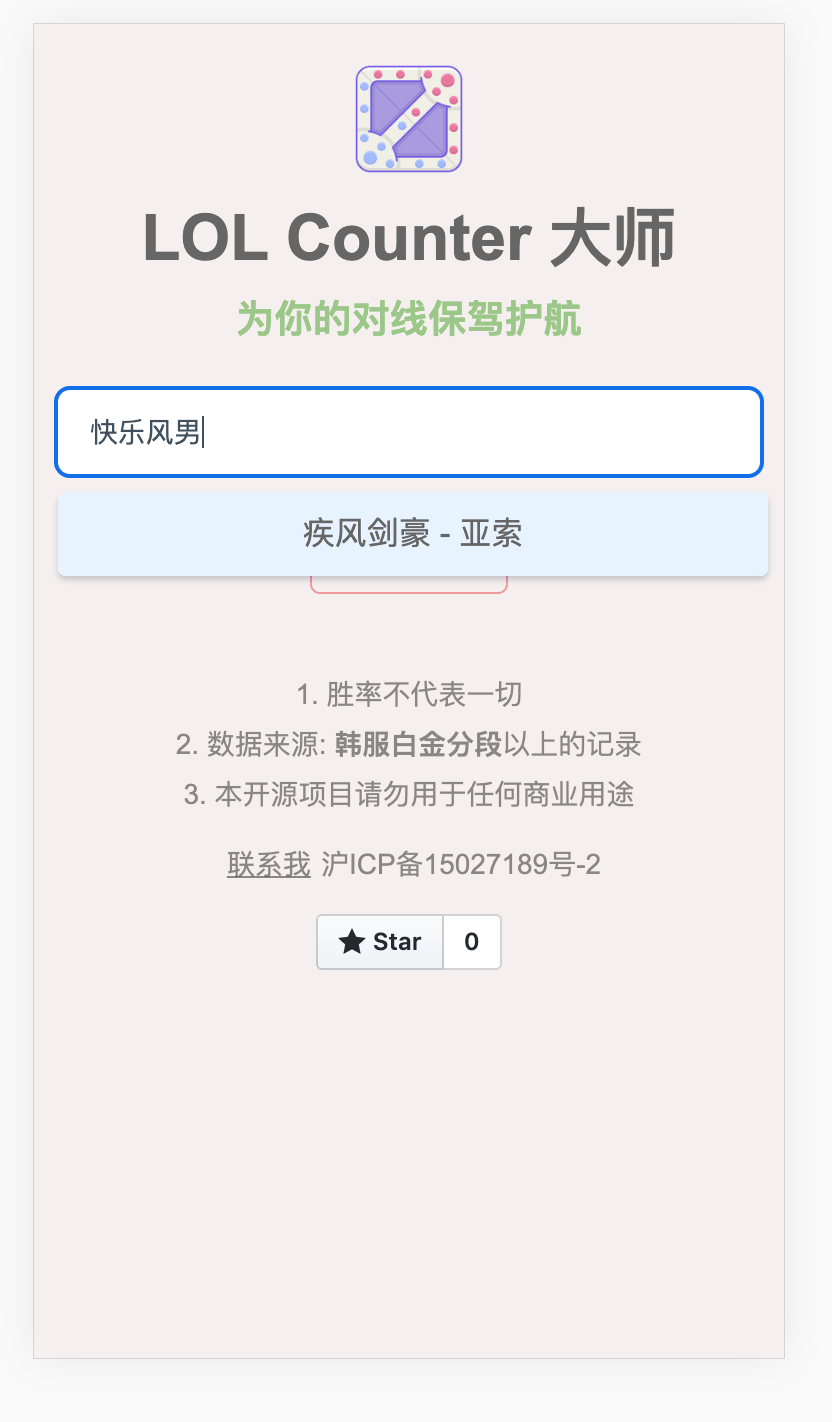 LOL Counter 大师
为你的对线保驾护航
快乐风男
疾风剑豪 - 亚索
1. 胜率不代表一切
2. 数据来源: 韩服白金分段以上的记录
3. 本开源项目请勿用于任何商业用途
联系我 沪ICP备15027189号-2
Star 0